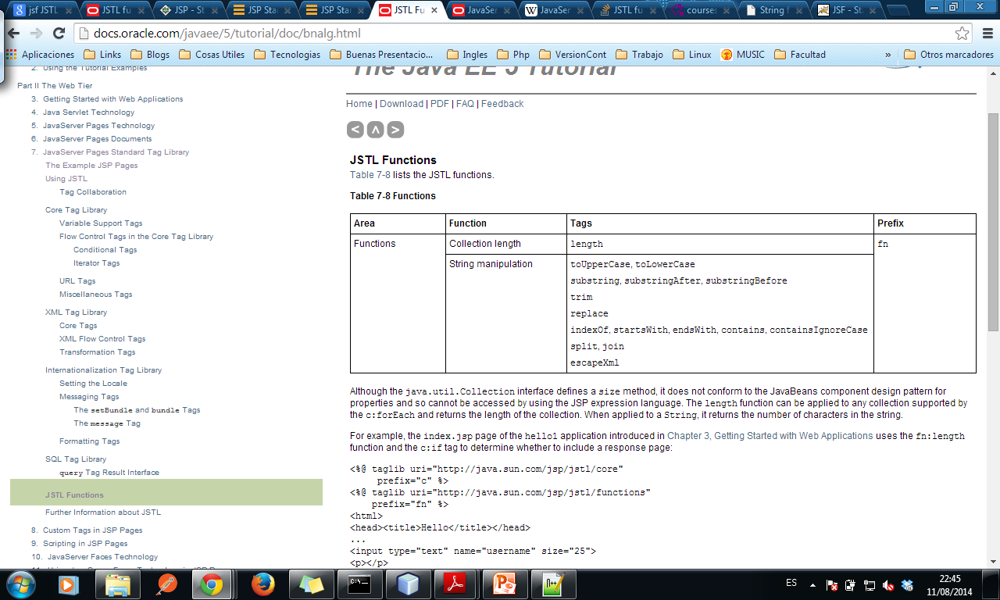 jsf JSTL
JSTL fu
JSP - St
JSP Stan
JSP Stan
JSTL Fu
JavaServ
JavaServ
JSTL fu
courses
String f
JSF - Sta
docs.oracle.com/javaee/5/tutorial/doc/bnalg.html
Aplicaciones Links Blogs Cosas Utiles Tecnologias Buenas Presentacio... Ingles Php VersionCont Trabajo Linux MUSIC Facultad » Otros marcadores
2. Using the Tutorial Examples
Part II The Web Tier
3. Getting Started with Web Applications
4. Java Servlet Technology
5. JavaServer Pages Technology
6. JavaServer Pages Documents
7. JavaServer Pages Standard Tag Library
The Example JSP Pages
Using JSTL
Tag Collaboration
Core Tag Library
Variable Support Tags
Flow Control Tags in the Core Tag Library
Conditional Tags
Iterator Tags
URL Tags
Miscellaneous Tags
XML Tag Library
Core Tags
XML Flow Control Tags
Transformation Tags
Internationalization Tag Library
Setting the Locale
Messaging Tags
The setBundle and bundle Tags
The message Tag
Formatting Tags
SQL Tag Library
query Tag Result Interface
JSTL Functions
Further Information about JSTL
8. Custom Tags in JSP Pages
9. Scripting in JSP Pages
10. JavaServer Faces Technology
The Java EE 5 Tutorial
Home | Download | PDF | FAQ | Feedback
JSTL Functions
Table 7-8 lists the JSTL functions.
Table 7-8 Functions
Area Function Tags Prefix
Functions Collection length length fn
String manipulation toUpperCase, toLowerCase
substring, substringAfter, substringBefore
trim
replace
indexOf, startsWith, endsWith, contains, containsIgnoreCase
split, join
escapeXml
Although the java.util.Collection interface defines a size method, it does not conform to the JavaBeans component design pattern for
properties and so cannot be accessed by using the JSP expression language. The length function can be applied to any collection supported by
the c:forEach and returns the length of the collection. When applied to a String, it returns the number of characters in the string.
For example, the index.jsp page of the hello1 application introduced in Chapter 3, Getting Started with Web Applications uses the fn:length
function and the c:if tag to determine whether to include a response page:
<%@ taglib uri="http://java.sun.com/jsp/jstl/core"
prefix="c" %>
<%@ taglib uri="http://java.sun.com/jsp/jstl/functions"
prefix="fn" %>
<html>
<head><title>Hello</title></head>
...
<input type="text" name="username" size="25">
<p></p>
ES
22:45
11/08/2014